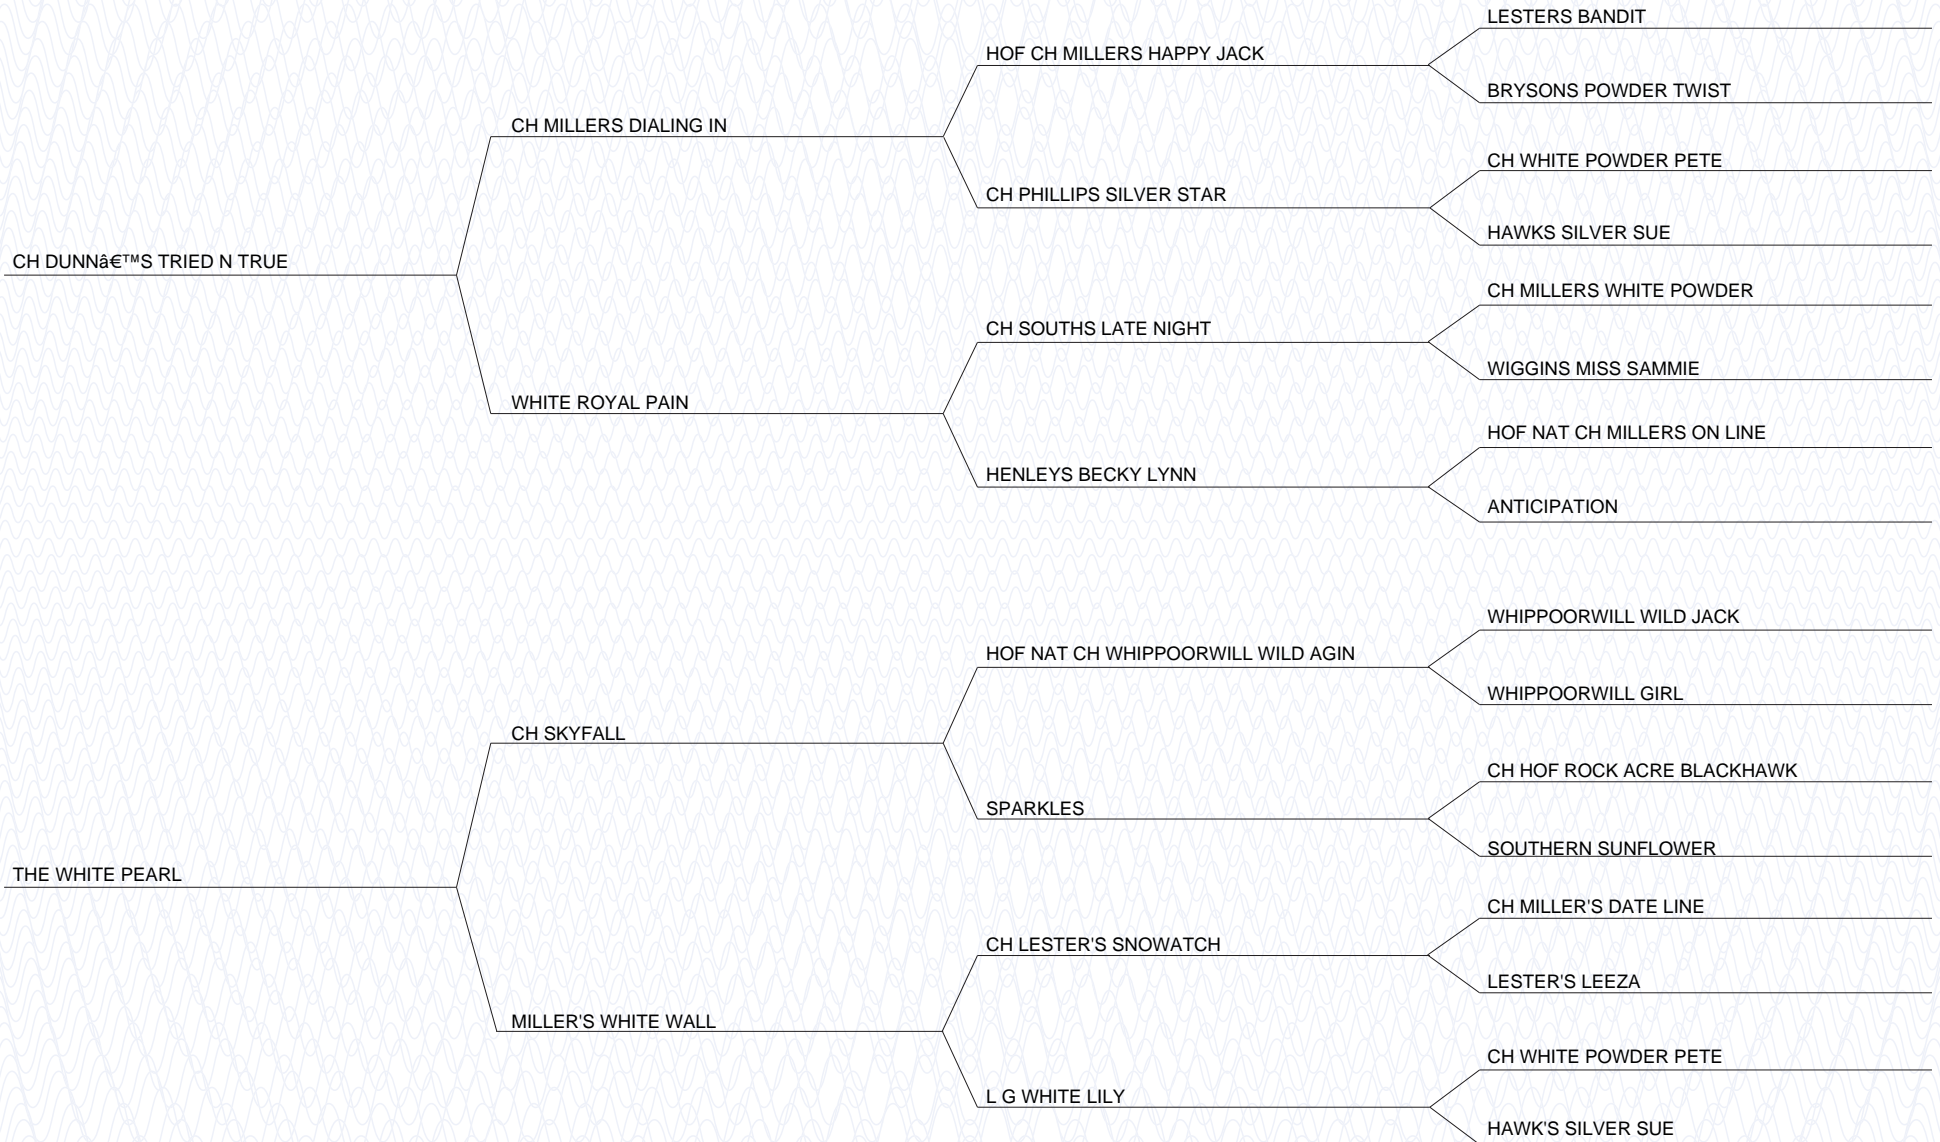 LESTERS BANDIT
HOF CH MILLERS HAPPY JACK
BRYSONS POWDER TWIST
CH MILLERS DIALING IN
CH WHITE POWDER PETE
CH PHILLIPS SILVER STAR
HAWKS SILVER SUE
CH DUNNâ€™S TRIED N TRUE
CH MILLERS WHITE POWDER
CH SOUTHS LATE NIGHT
WIGGINS MISS SAMMIE
WHITE ROYAL PAIN
HOF NAT CH MILLERS ON LINE
HENLEYS BECKY LYNN
ANTICIPATION
WHIPPOORWILL WILD JACK
HOF NAT CH WHIPPOORWILL WILD AGIN
WHIPPOORWILL GIRL
CH SKYFALL
CH HOF ROCK ACRE BLACKHAWK
SPARKLES
SOUTHERN SUNFLOWER
THE WHITE PEARL
CH MILLER'S DATE LINE
CH LESTER'S SNOWATCH
LESTER'S LEEZA
MILLER'S WHITE WALL
CH WHITE POWDER PETE
L G WHITE LILY
HAWK'S SILVER SUE